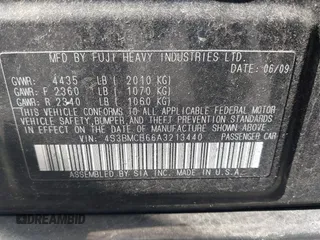 MFD BY FUJI HEAVY INDUSTRIES LTD.
DATE: 06/09
GVWR: 4435 LB ( 2010 KG)
GAWR: F 2360 LB ( 1070 KG)
GAWR: R 2340 LB ( 1060 KG)
THIS VEHICLE CONFORMS TO ALL APPLICABLE FEDERAL MOTOR
VEHICLE SAFETY, BUMPER AND THEFT PREVENTION STANDARDS
IN EFFECT ON THE DATE OF MANUFACTURE SHOWN ABOVE.
VIN: 4S3BMCB66A3213440 PASSENGER CAR
ASSEMBLED BY SIA INC. MADE IN U.S.A.
DREAMBID